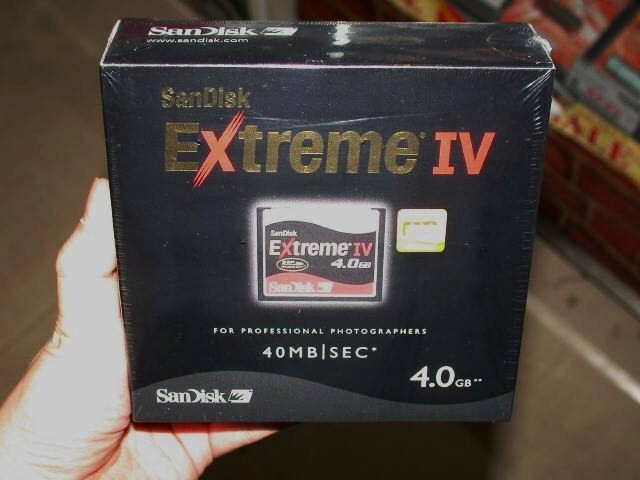 SanDisk
www.sandisk.com
SanDisk
Extreme IV
SanDisk
Extreme IV
4.0GB
SanDisk
FOR PROFESSIONAL PHOTOGRAPHERS
40MB|SEC*
4.0GB**
SanDisk
SALE